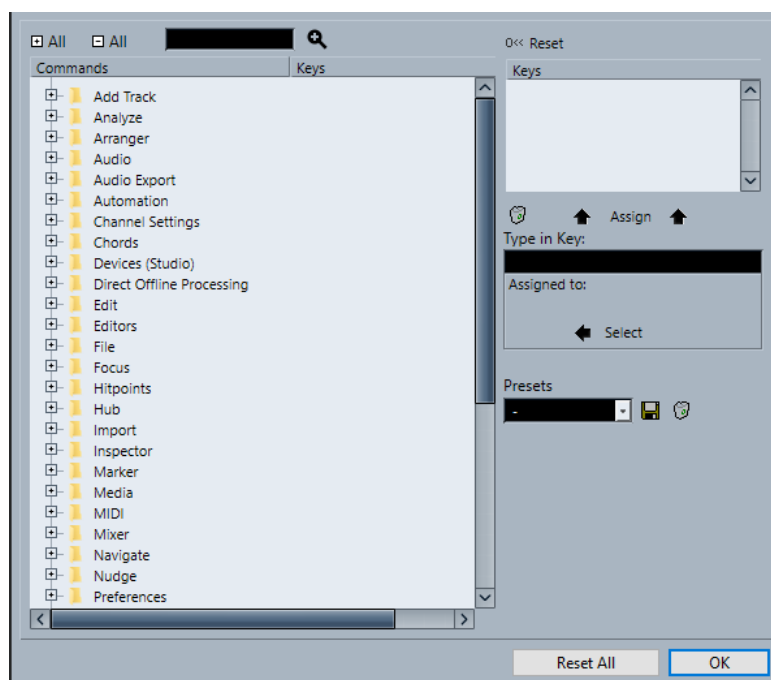 All
All
0<< Reset
Commands
Keys
Keys
Add Track
Analyze
Arranger
Audio
Audio Export
Automation
Channel Settings
Chords
Devices (Studio)
Direct Offline Processing
Edit
Editors
File
Focus
Hitpoints
Hub
Import
Inspector
Marker
Media
MIDI
Mixer
Navigate
Nudge
Preferences
Assign
Type in Key:
Assigned to:
Select
Presets
-
Reset All
OK